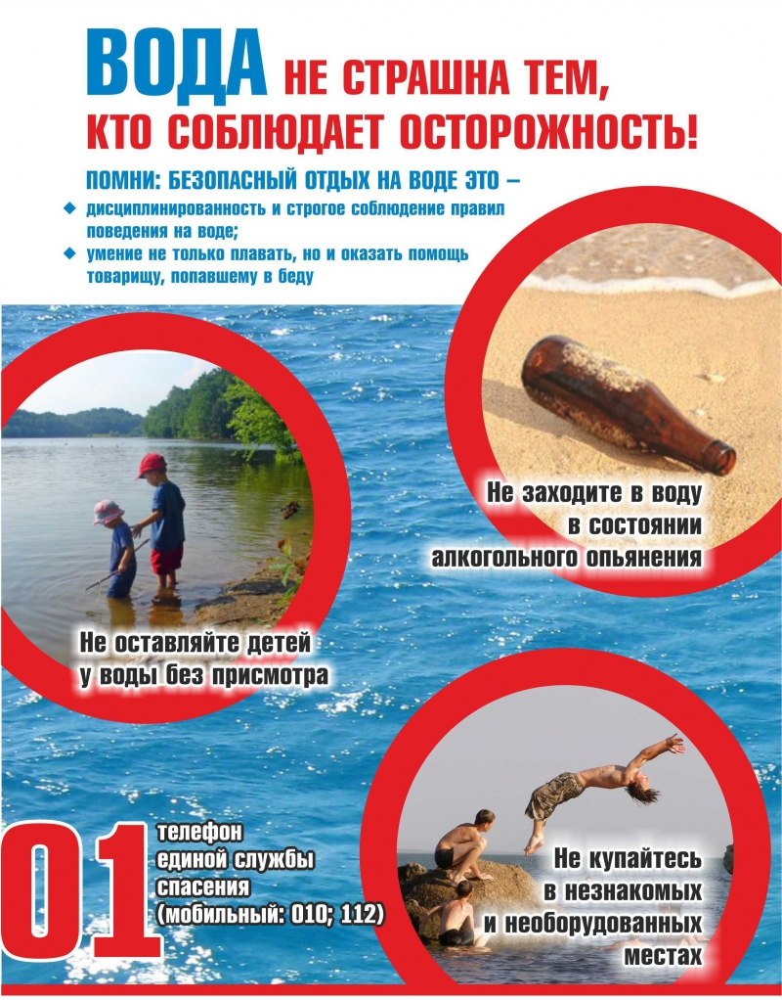 ВОДА НЕ СТРАШНА ТЕМ,
КТО СОБЛЮДАЕТ ОСТОРОЖНОСТЬ!
ПОМНИ: БЕЗОПАСНЫЙ ОТДЫХ НА ВОДЕ ЭТО –
◆ дисциплинированность и строгое соблюдение правил
поведения на воде;
◆ умение не только плавать, но и оказать помощь
товарищу, попавшему в беду
Не заходите в воду
в состоянии
алкогольного опьянения
Не оставляйте детей
у воды без присмотра
01
телефон
единой службы
спасения
(мобильный: 010; 112)
Не купайтесь
в незнакомых
и необорудованных
местах